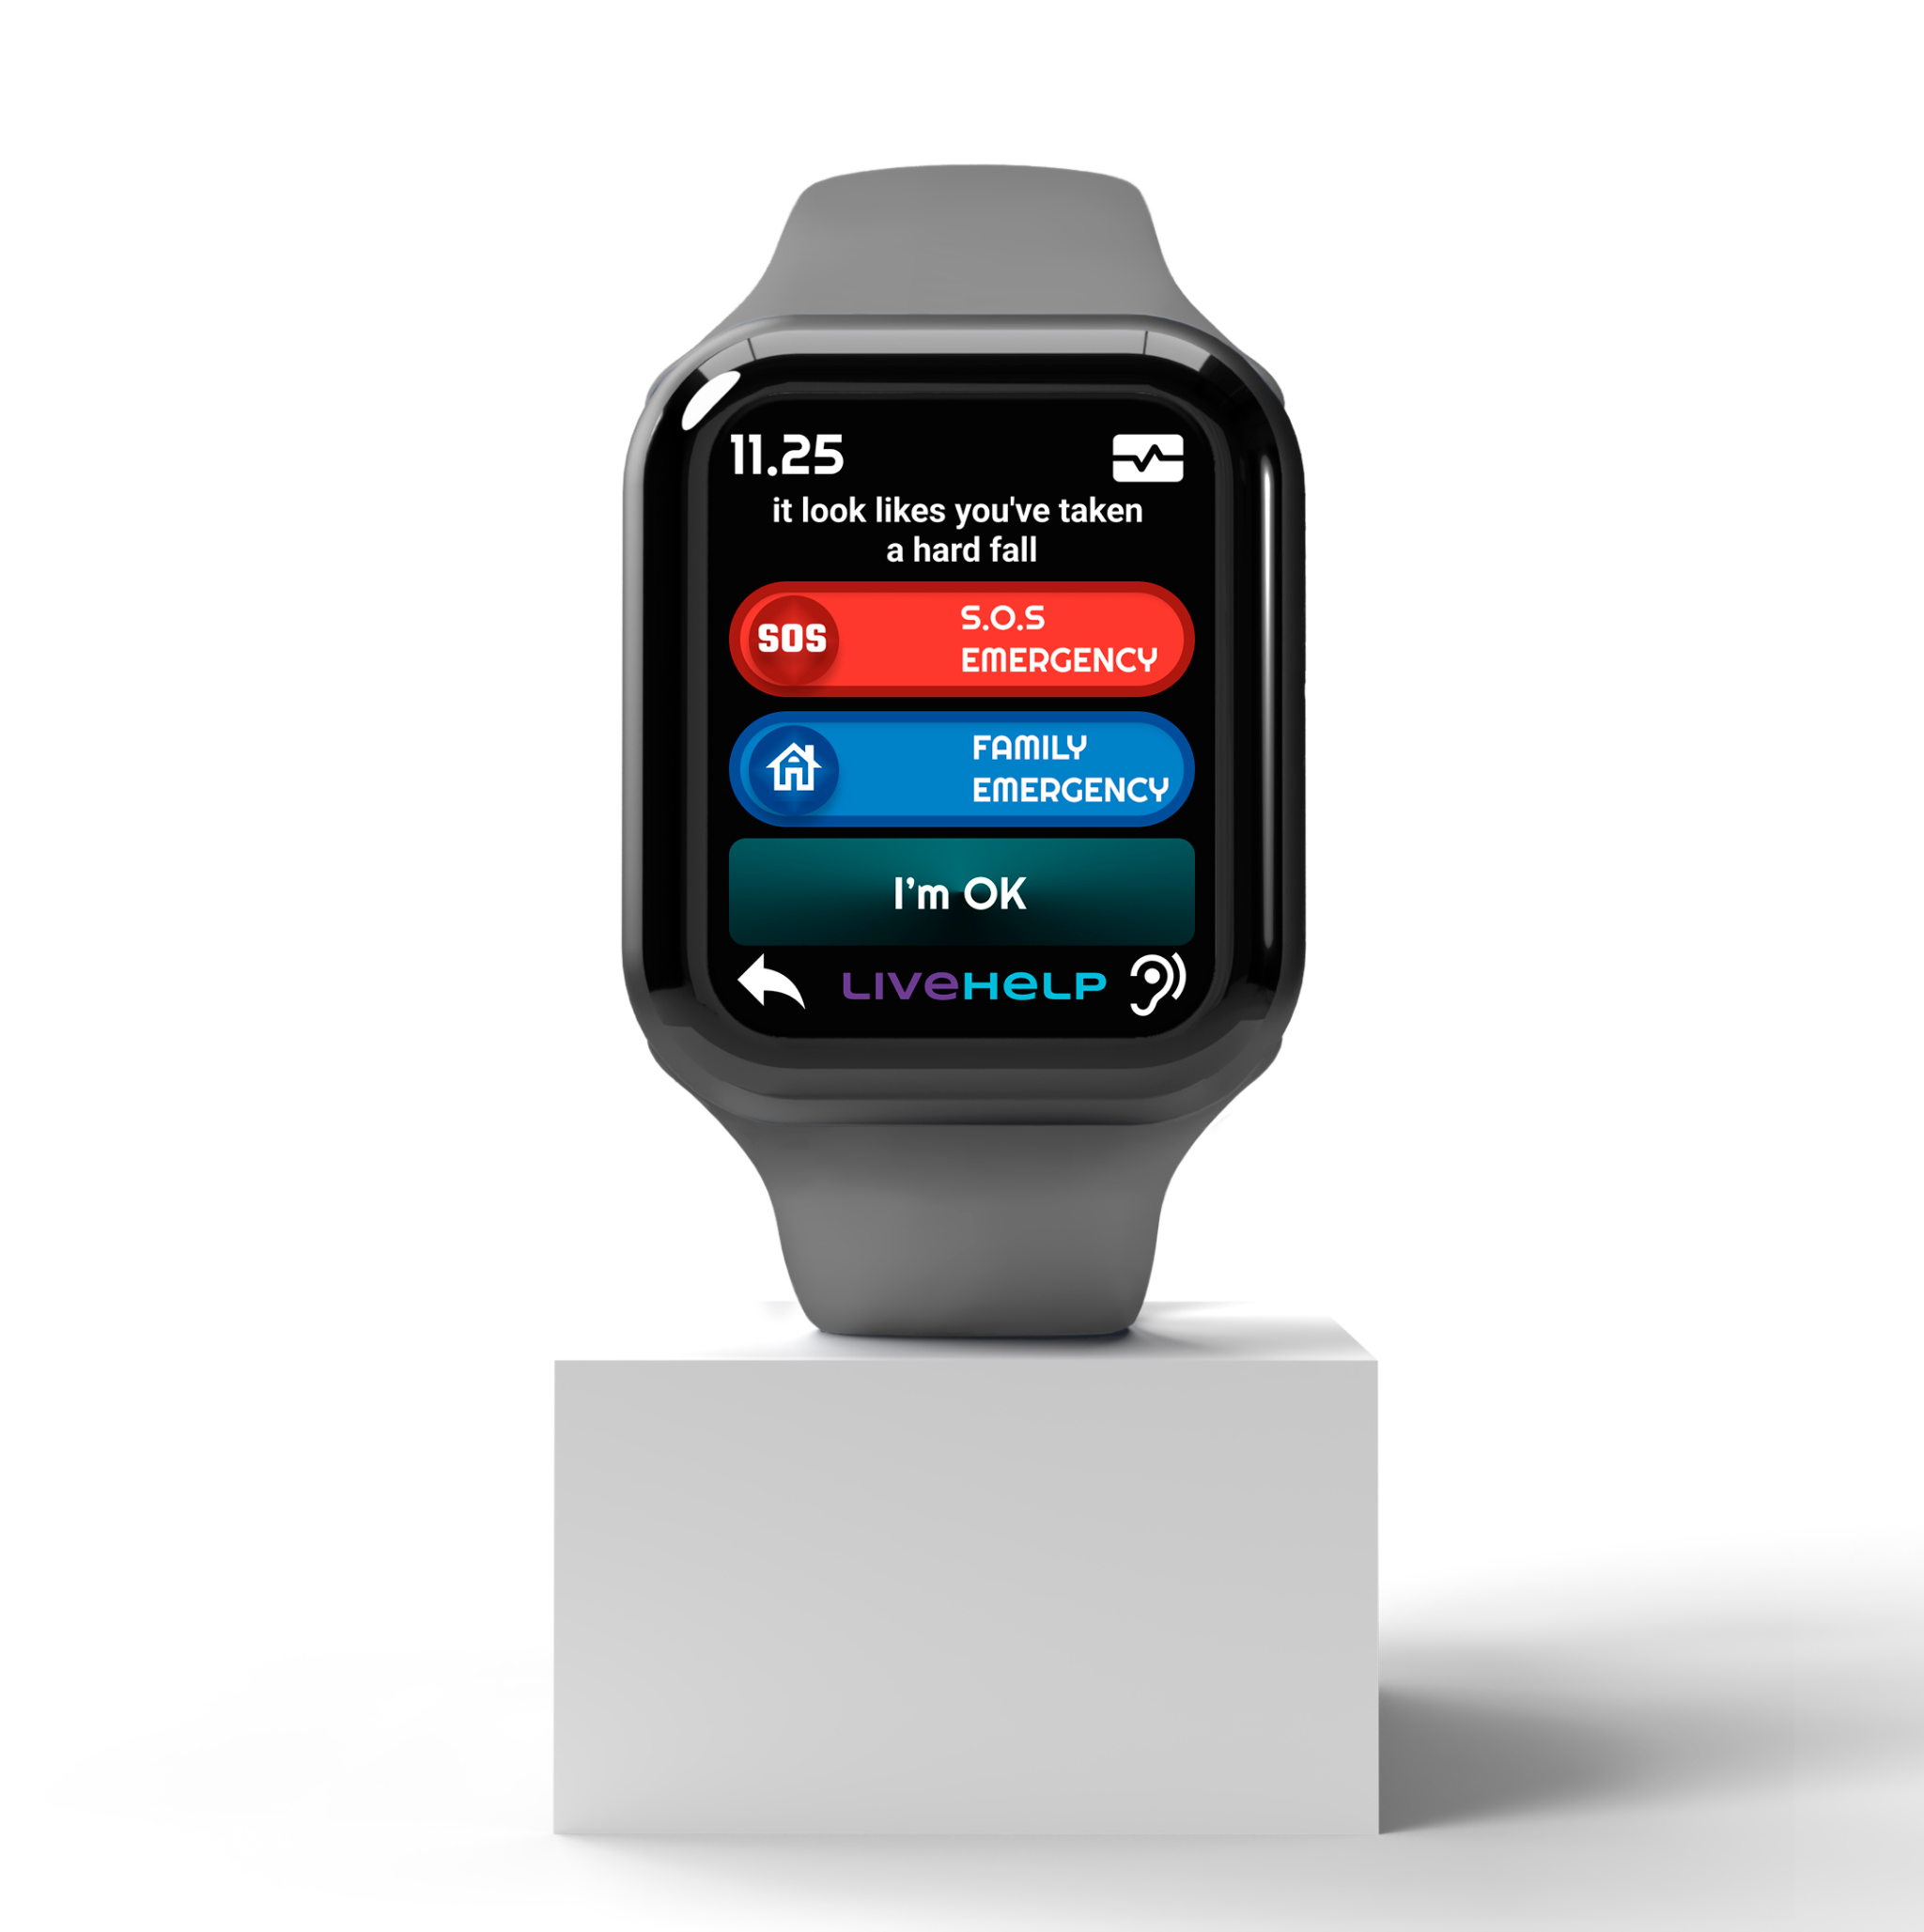 11.25
it look likes you've taken
a hard fall
SOS
S.O.S
EMERGENCY
FAMILY
EMERGENCY
I'm OK
LIVEHELP